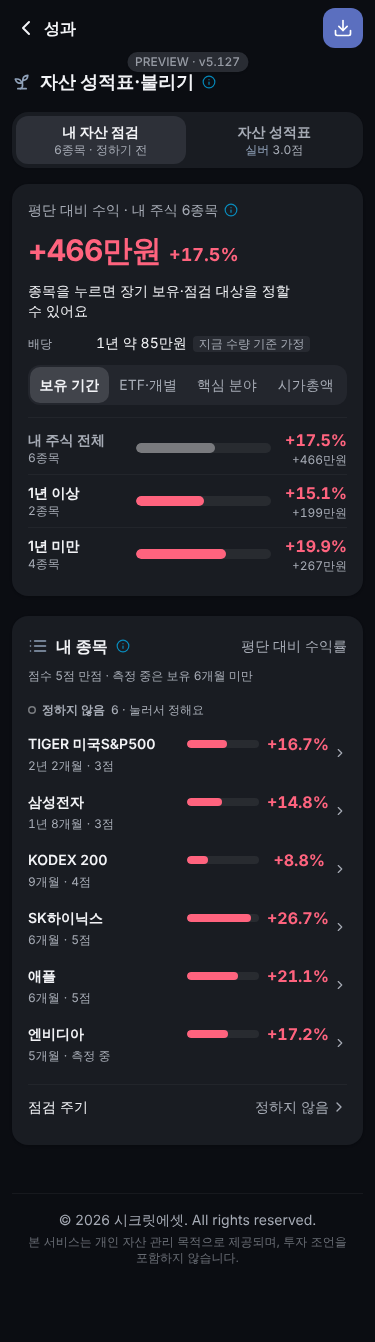 성과
PREVIEW · v5.127
자산 성적표·불리기
내 자산 점검
6종목 · 정하기 전
자산 성적표
실버 3.0점
평단 대비 수익 · 내 주식 6종목
+466만원 +17.5%
종목을 누르면 장기 보유·점검 대상을 정할
수 있어요
배당 1년 약 85만원 지금 수량 기준 가정
보유 기간 ETF·개별 핵심 분야 시가총액
내 주식 전체 +17.5%
6종목 +466만원
1년 이상 +15.1%
2종목 +199만원
1년 미만 +19.9%
4종목 +267만원
내 종목 평단 대비 수익률
점수 5점 만점 · 측정 중은 보유 6개월 미만
정하지 않음 6 · 눌러서 정해요
TIGER 미국S&P500 +16.7%
2년 2개월 · 3점
삼성전자 +14.8%
1년 8개월 · 3점
KODEX 200 +8.8%
9개월 · 4점
SK하이닉스 +26.7%
6개월 · 5점
애플 +21.1%
6개월 · 5점
엔비디아 +17.2%
5개월 · 측정 중
점검 주기 정하지 않음
© 2026 시크릿에셋. All rights reserved.
본 서비스는 개인 자산 관리 목적으로 제공되며, 투자 조언을
포함하지 않습니다.